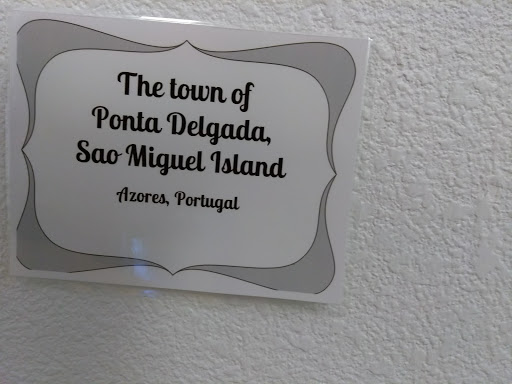 The town of
Ponta Delgada,
Sao Miguel Island
Azores, Portugal